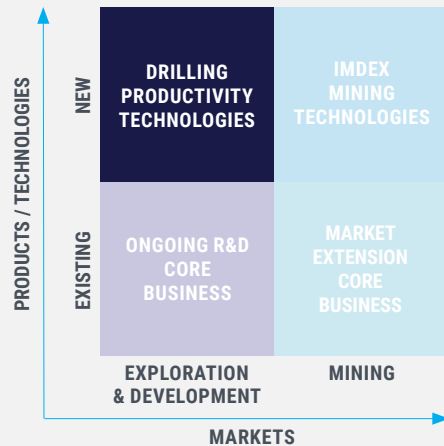 PRODUCTS / TECHNOLOGIES
NEW
EXISTING
DRILLING
PRODUCTIVITY
TECHNOLOGIES
IMDEX
MINING
TECHNOLOGIES
ONGOING R&D
CORE
BUSINESS
MARKET
EXTENSION
CORE
BUSINESS
EXPLORATION
& DEVELOPMENT
MINING
MARKETS